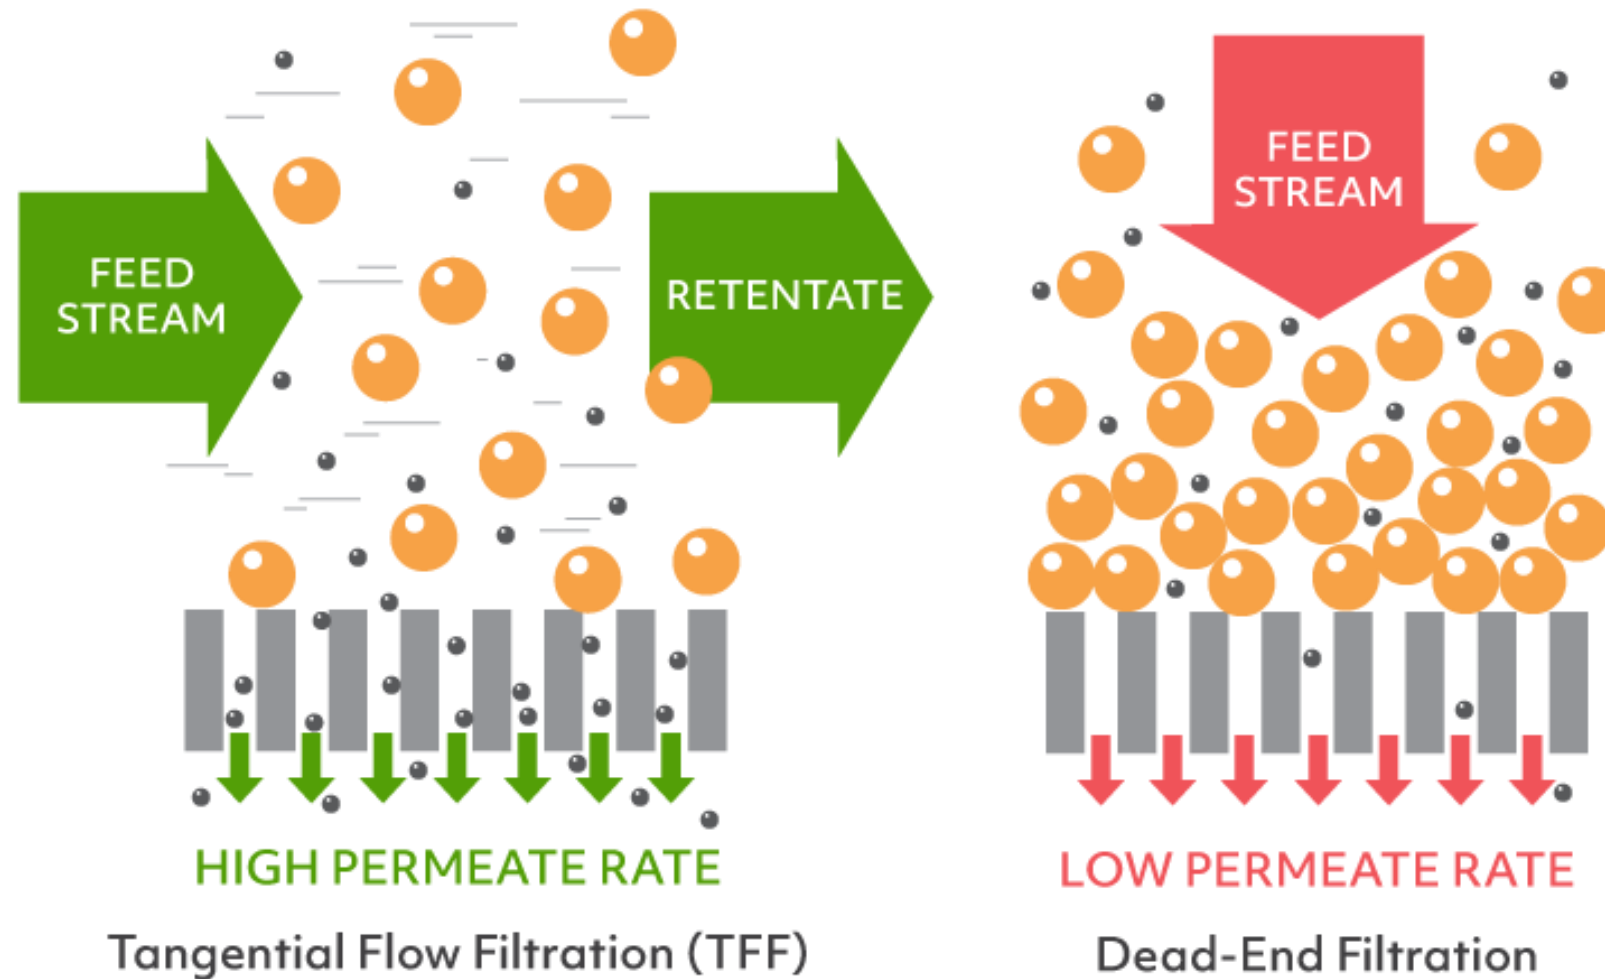 FEED
STREAM
RETENTATE
HIGH PERMEATE RATE
Tangential Flow Filtration (TFF)
FEED
STREAM
LOW PERMEATE RATE
Dead-End Filtration